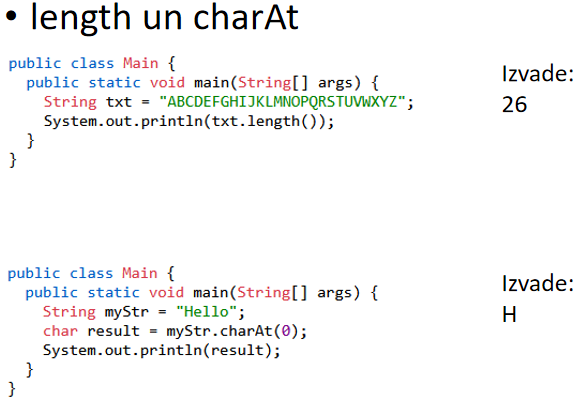 • length un charAt
public class Main {
  public static void main(String[] args) {
    String txt = "ABCDEFGHIJKLMNOPQRSTUVWXYZ";
    System.out.println(txt.length());
  }
}
Izvade:
26
public class Main {
  public static void main(String[] args) {
    String myStr = "Hello";
    char result = myStr.charAt(0);
    System.out.println(result);
  }
}
Izvade:
H